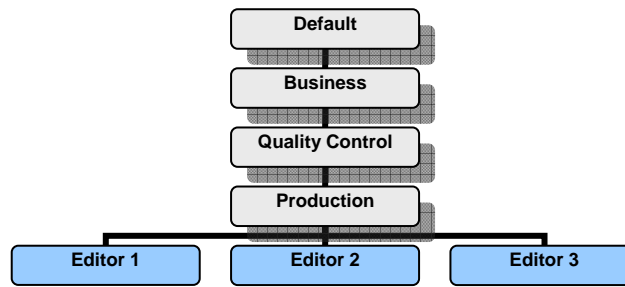 Default
Business
Quality Control
Production
Editor 1
Editor 2
Editor 3